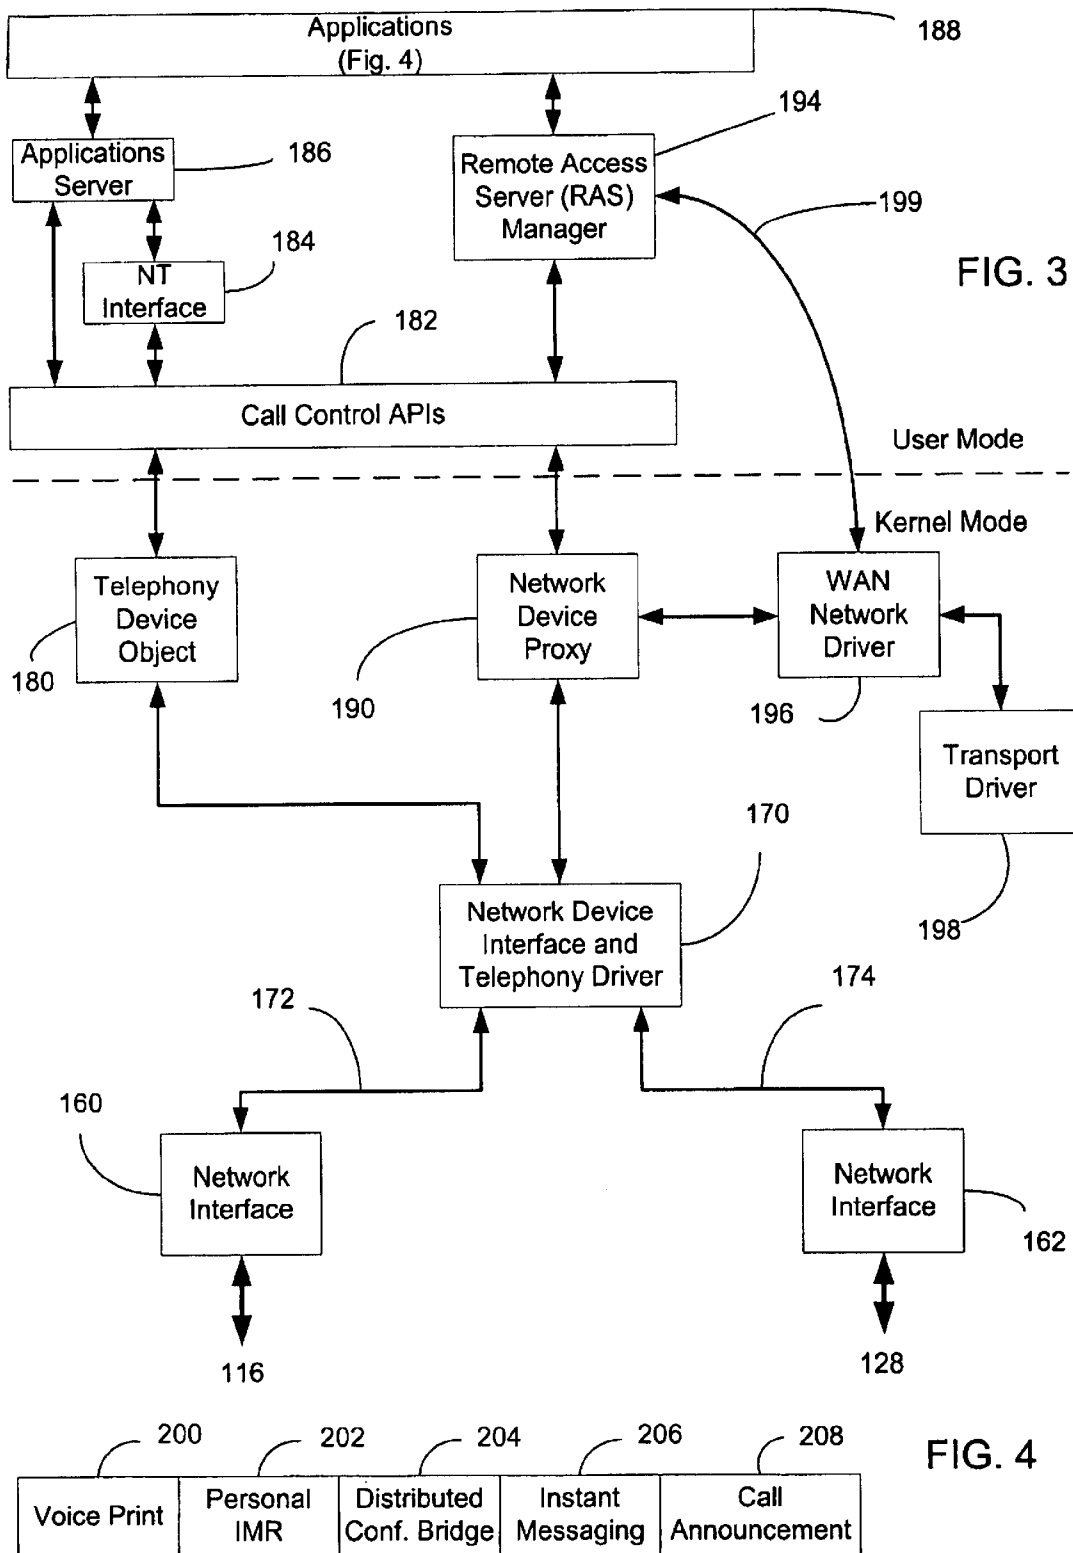 Applications
(Fig. 4)
188
194
Applications
Server
186
Remote Access
Server (RAS)
Manager
199
184
NT
Interface
FIG. 3
182
Call Control APIs
User Mode
Kernel Mode
Telephony
Device
Object
Network
Device
Proxy
WAN
Network
Driver
180
190
196
Transport
Driver
170
198
Network Device
Interface and
Telephony Driver
172
174
160
Network
Interface
Network
Interface
162
116
128
200
202
204
206
208
FIG. 4
Voice Print
Personal
IMR
Distributed
Conf. Bridge
Instant
Messaging
Call
Announcement